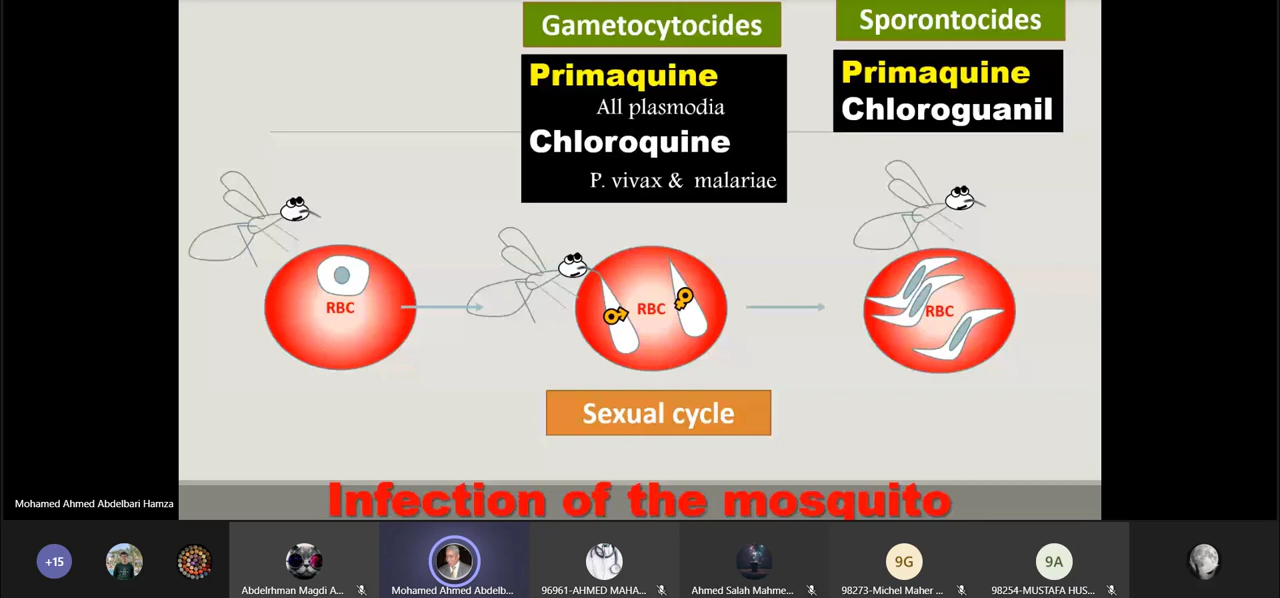 Gametocytocides
Primaquine
All plasmodia
Chloroquine
P. vivax & malariae
Sporontocides
Primaquine
Chloroguanil
RBC
RBC
RBC
Sexual cycle
Infection of the mosquito
Mohamed Ahmed Abdelbari Hamza
+15
Abdelrhman Magdi A...
Mohamed Ahmed Abdelb...
96961-AHMED MAHA...
Ahmed Salah Mahme...
9G
98273-Michel Maher ...
9A
98254-MUSTAFA HUS...